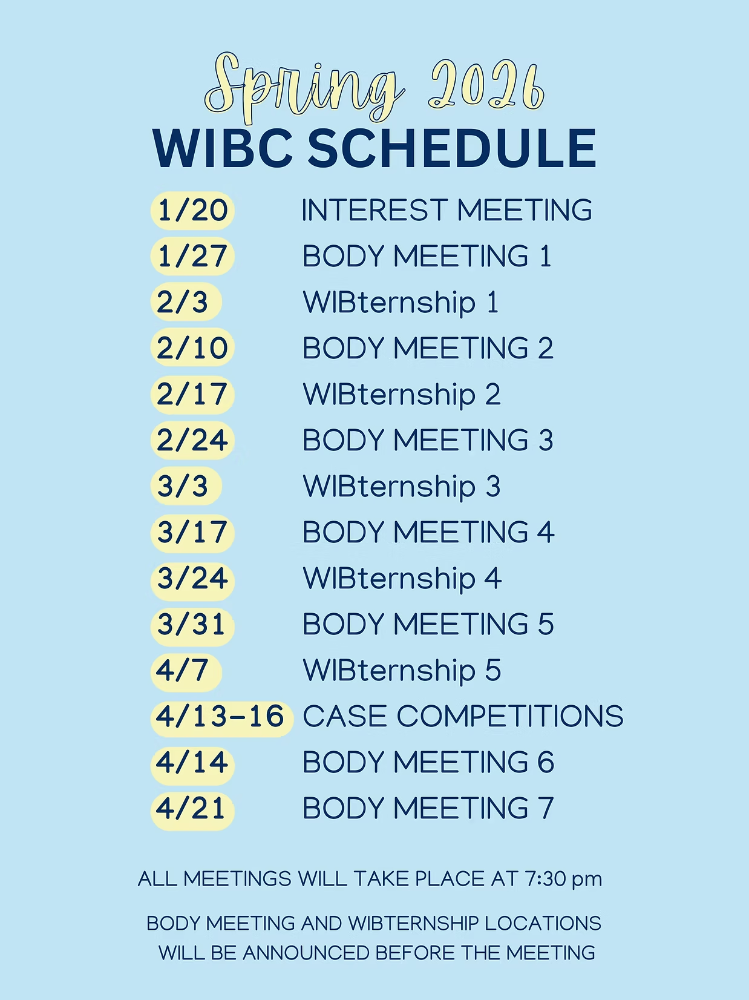 Spring 2026
WIBC SCHEDULE
1/20 INTEREST MEETING
1/27 BODY MEETING 1
2/3 WIBternship 1
2/10 BODY MEETING 2
2/17 WIBternship 2
2/24 BODY MEETING 3
3/3 WIBternship 3
3/17 BODY MEETING 4
3/24 WIBternship 4
3/31 BODY MEETING 5
4/7 WIBternship 5
4/13-16 CASE COMPETITIONS
4/14 BODY MEETING 6
4/21 BODY MEETING 7
ALL MEETINGS WILL TAKE PLACE AT 7:30 pm
BODY MEETING AND WIBTERNSHIP LOCATIONS
WILL BE ANNOUNCED BEFORE THE MEETING